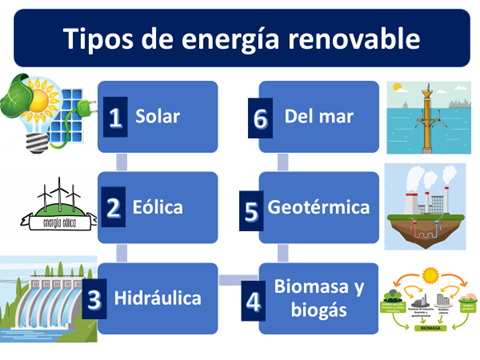 Tipos de energía renovable
1 Solar
2 Eólica
energía eólica
3 Hidráulica
4 Biomasa y
biogás
5 Geotérmica
6 Del mar
BIOMASA